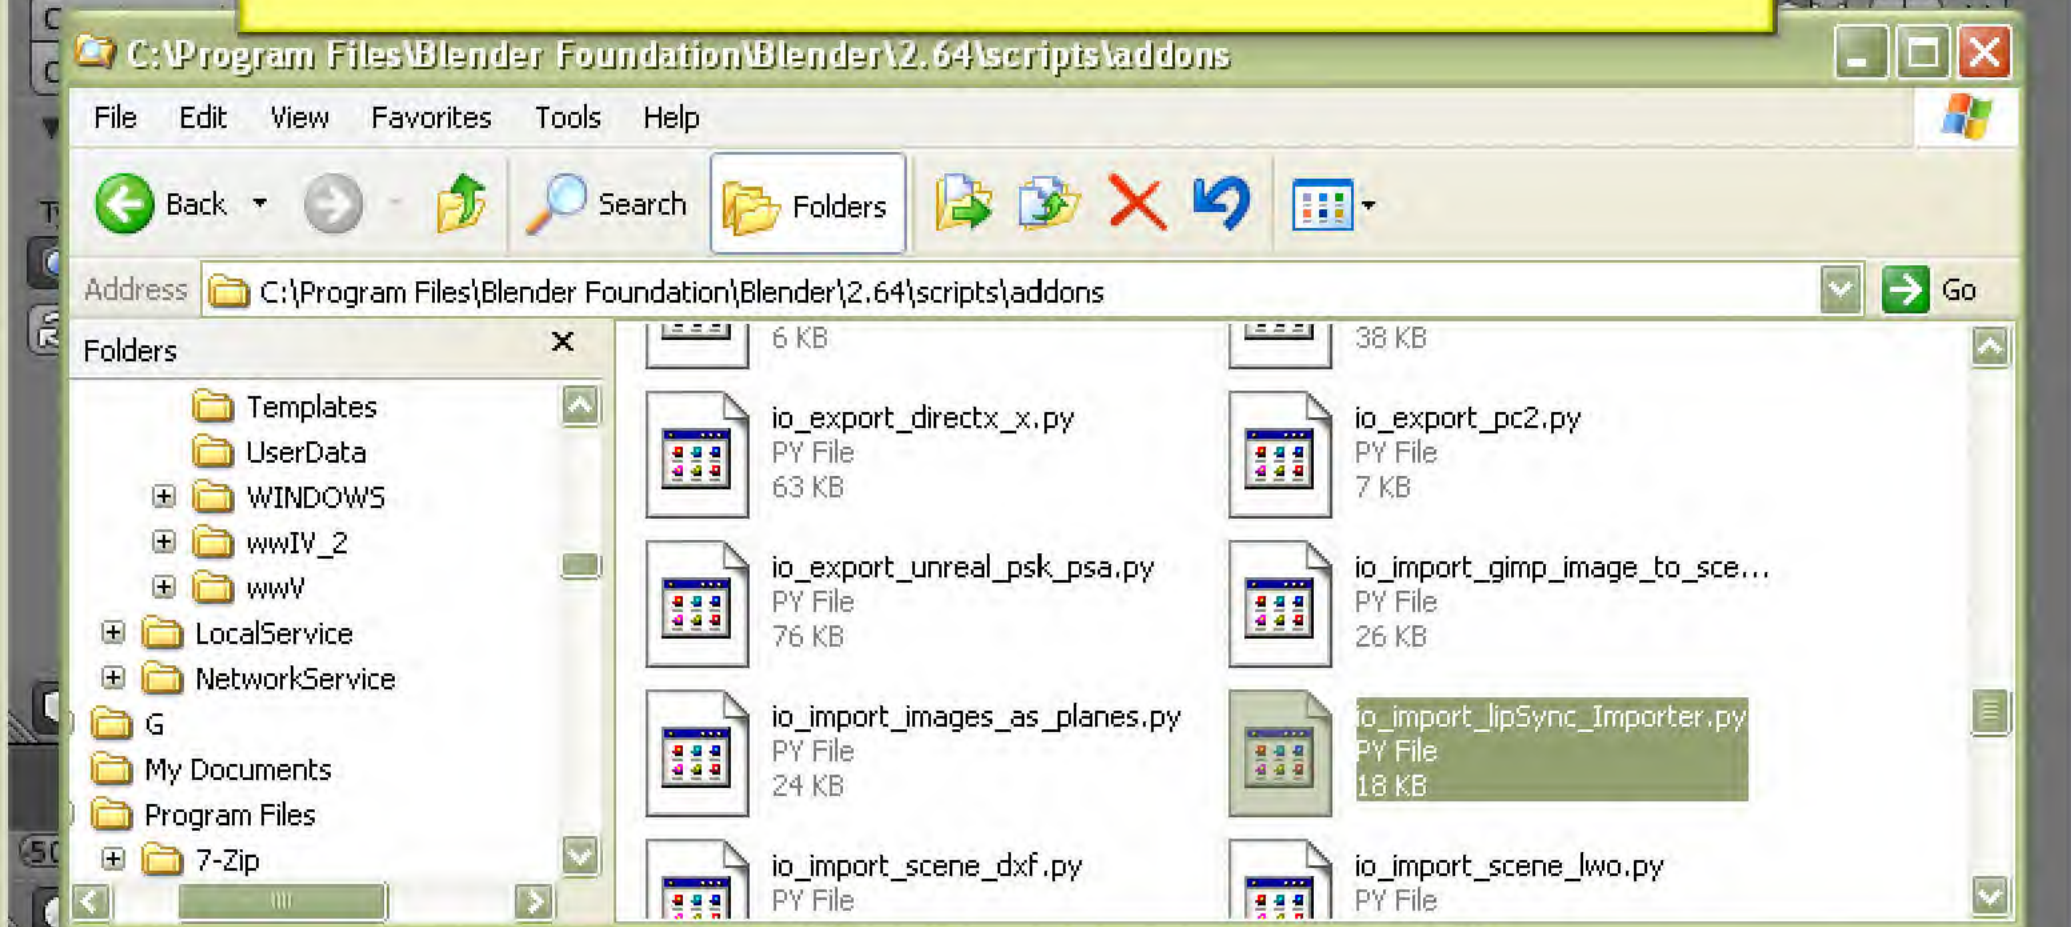 C:\Program Files\Blender Foundation\Blender\2.64\scripts\addons
File Edit View Favorites Tools Help
Back Search Folders
Address C:\Program Files\Blender Foundation\Blender\2.64\scripts\addons Go
Folders
Templates
UserData
WINDOWS
wwIV_2
wwV
LocalService
NetworkService
G
My Documents
Program Files
7-Zip
6 KB
38 KB
io_export_directx_x.py
PY File
63 KB
io_export_pc2.py
PY File
7 KB
io_export_unreal_psk_psa.py
PY File
76 KB
io_import_gimp_image_to_sce...
PY File
26 KB
io_import_images_as_planes.py
PY File
24 KB
io_import_lipSync_Importer.py
PY File
18 KB
io_import_scene_dxf.py
PY File
io_import_scene_lwo.py
PY File